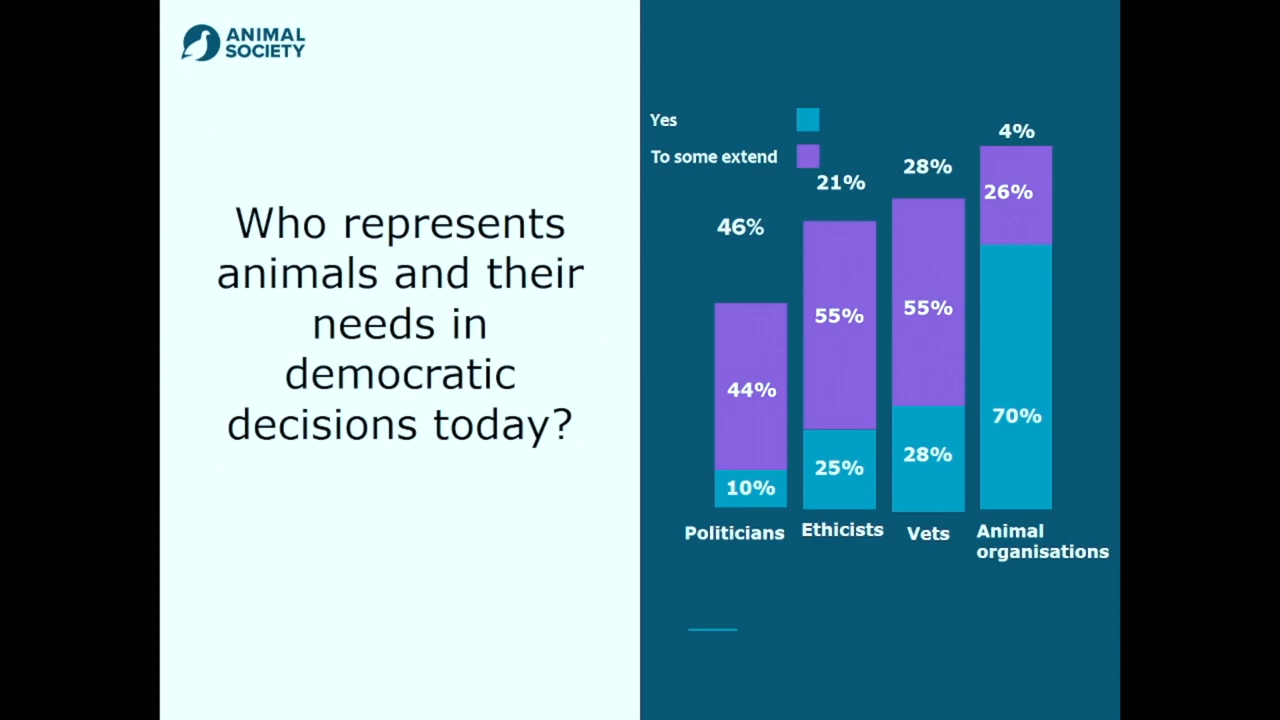 ANIMAL
SOCIETY
Who represents
animals and their
needs in
democratic
decisions today?
Yes
To some extend
46%
44%
10%
Politicians
21%
55%
25%
Ethicists
28%
55%
28%
Vets
4%
26%
70%
Animal
organisations